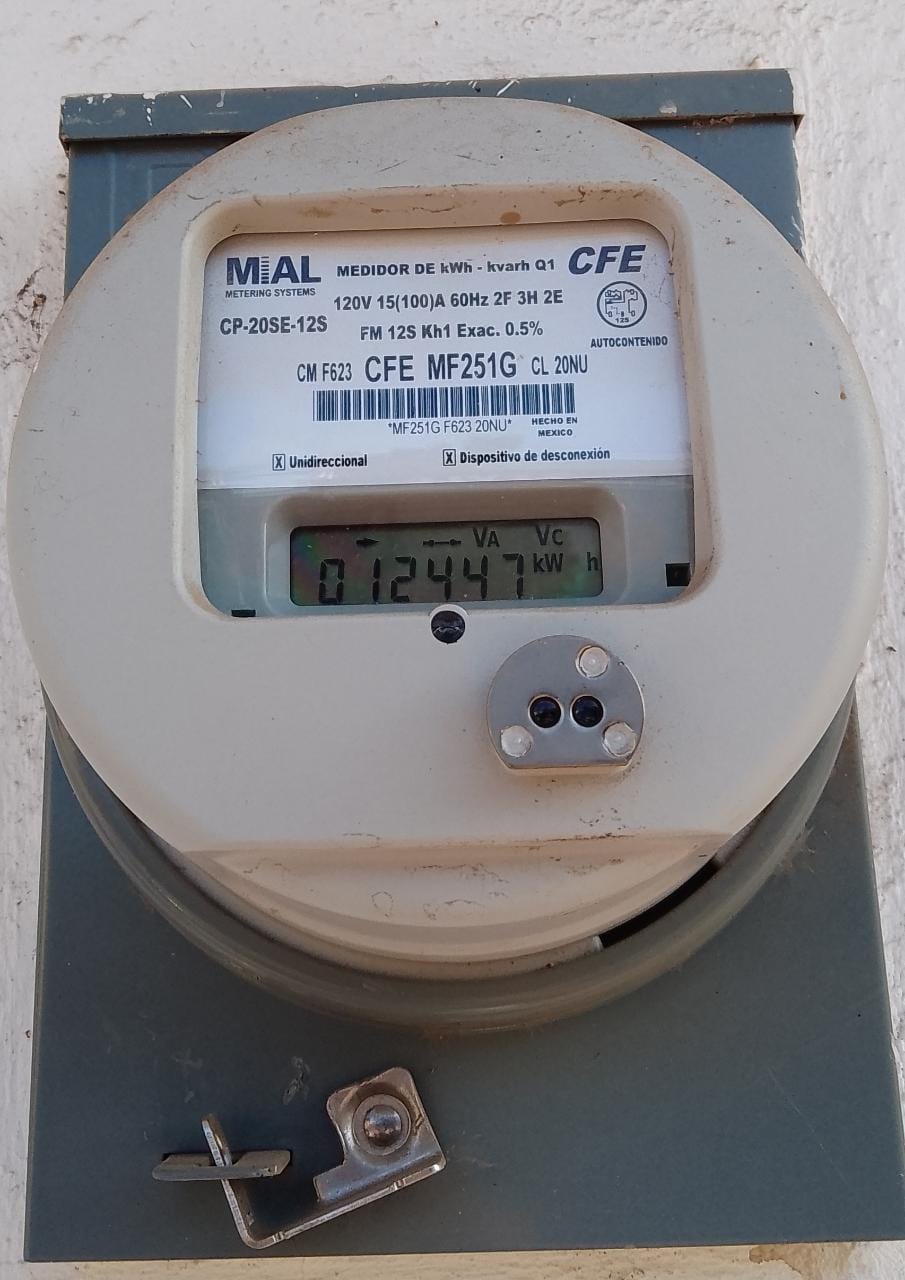 MIAL
METERING SYSTEMS
MEDIDOR DE kWh - kvarh Q1
CFE
120V 15(100)A 60Hz 2F 3H 2E
CP-20SE-12S
FM 12S Kh1 Exac. 0.5%
12S
AUTOCONTENIDO
CM F623 CFE MF251G CL 20NU
*MF251G F623 20NU*
HECHO EN
MEXICO
X Unidireccional
X Dispositivo de desconexión
VA VC
012447 kW h